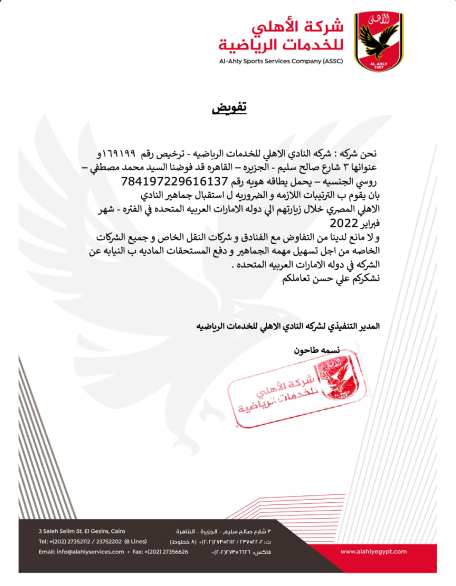 شركة الأهلي
للخدمات الرياضية
Al-Ahly Sports Services Company (ASSC)
AL AHLY
1907
تفويض
نحن شركه : شركه النادي الاهلي للخدمات الرياضيه - ترخيص رقم ١٦٩١٩٩و
عنوانها ٣ شارع صالح سليم - الجزيره – القاهره قد فوضنا السيد محمد مصطفي –
روسي الجنسيه – يحمل بطاقه هويه رقم 784197229616137
بان يقوم ب الترتيبات اللازمه و الضروريه ل استقبال جماهير النادي
الاهلي المصري خلال زيارتهم الي دوله الامارات العربيه المتحده في الفتره - شهر
فبراير 2022
و لا مانع لدينا من التفاوض مع الفنادق و شركات النقل الخاص و جميع الشركات
الخاصه من اجل تسهيل مهمه الجماهير و دفع المستحقات الماديه ب النيابه عن
الشركه في دوله الامارات العربيه المتحده .
نشكركم علي حسن تعاملكم
المدير التنفيذي لشركه النادي الاهلي للخدمات الرياضيه
نسمه طاحون
شركة الأهلي
للخدمات الرياضية
3 Saleh Selim St. El Gezira, Cairo
Tel: +(202) 27352112 / 23752202 (8 Lines)
Email: info@alahlyservices.com • Fax: +(202) 27356626
٣ شارع صالح سليم - الجزيرة - القاهرة
(٨ خطوط)
www.alahlyegypt.com